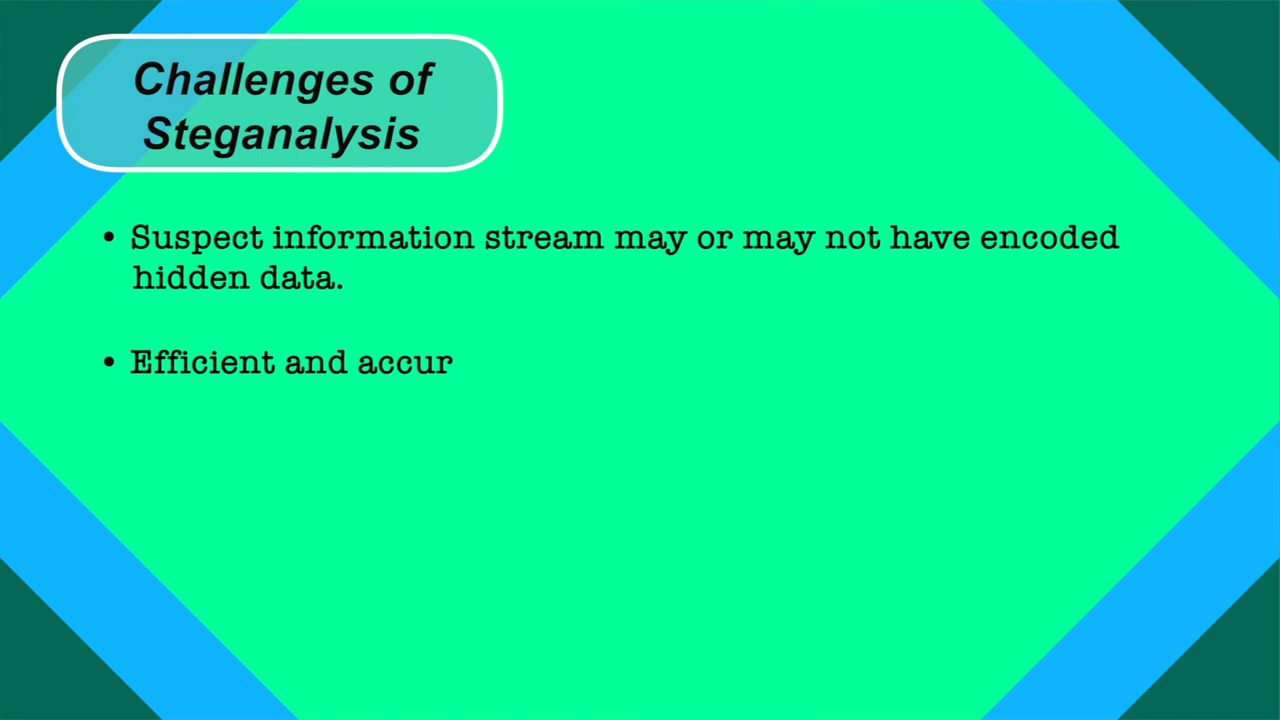 Challenges of
Steganalysis
• Suspect information stream may or may not have encoded
hidden data.
• Efficient and accur